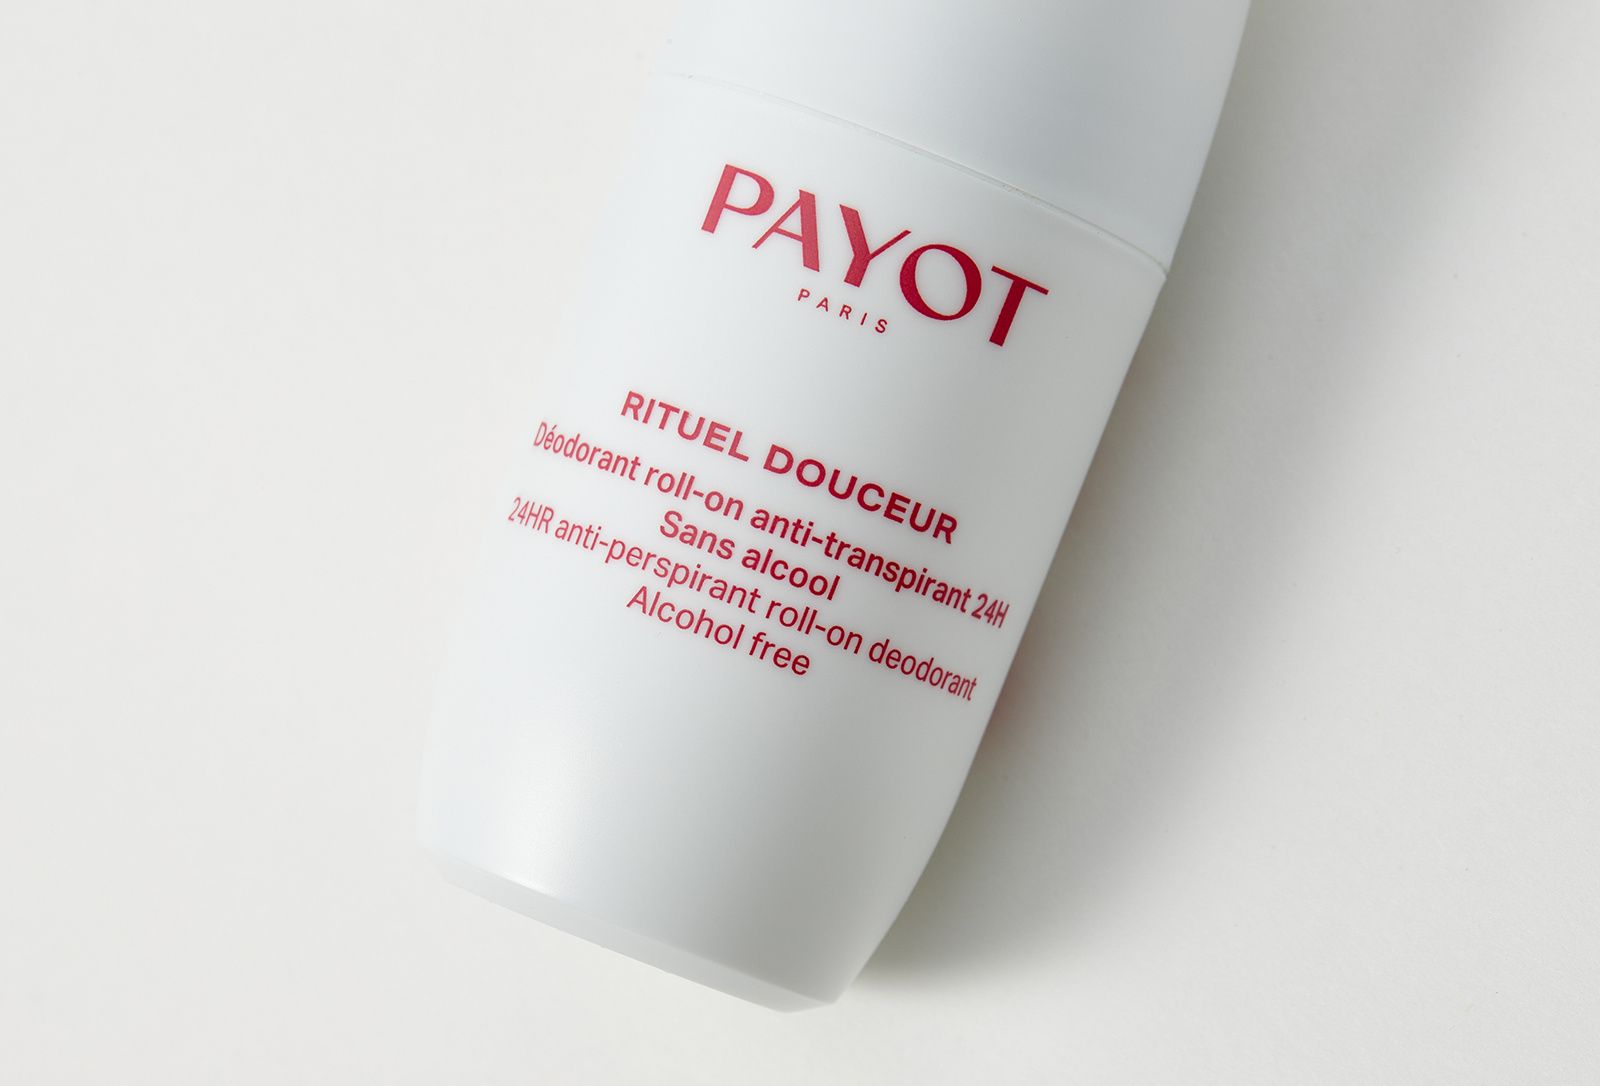 PAYOT
PARIS
RITUEL DOUCEUR
Déodorant roll-on anti-transpirant 24H
Sans alcool
24HR anti-perspirant roll-on deodorant
Alcohol free